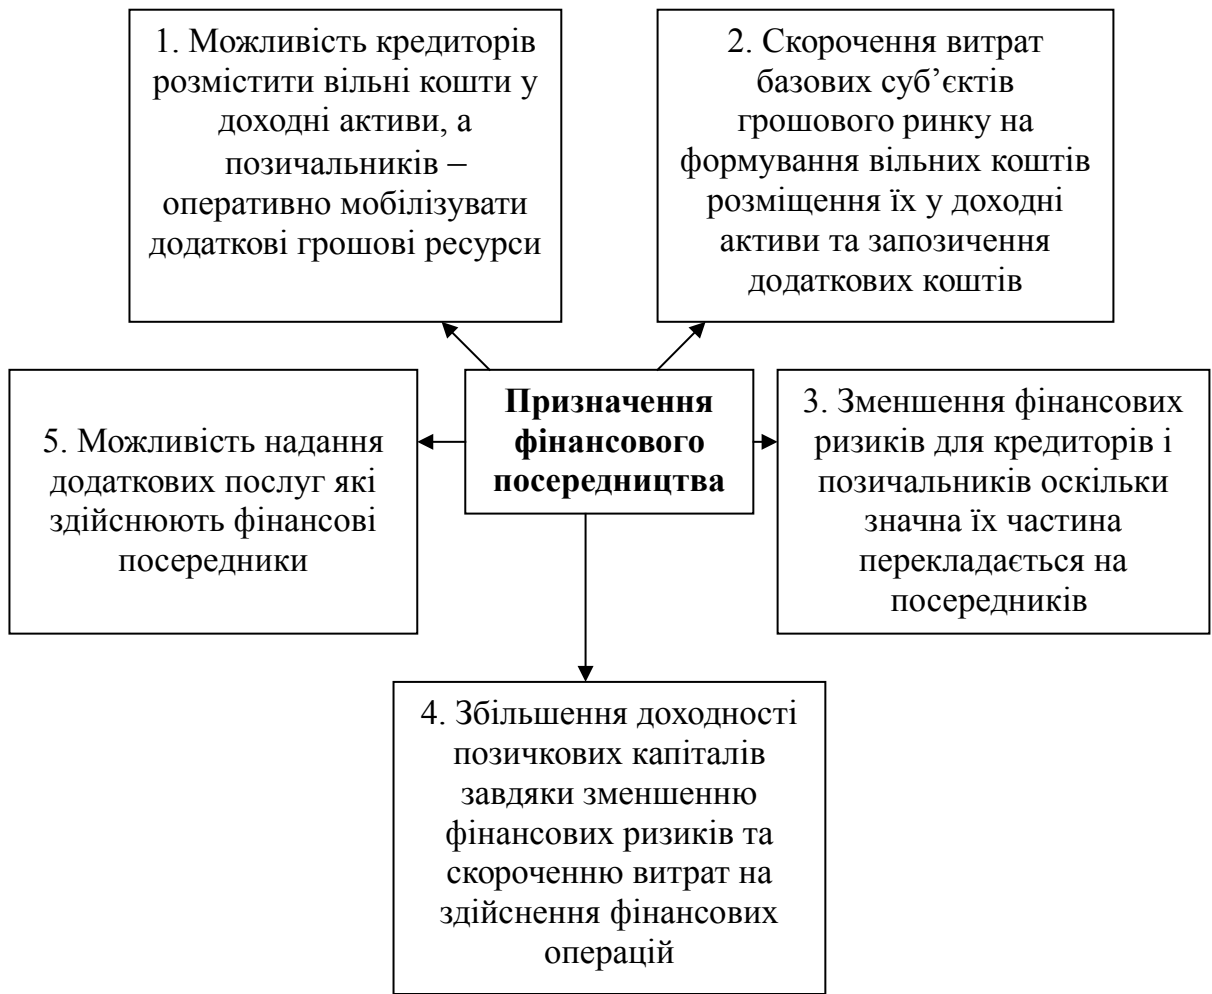 1. Можливість кредиторів
розмістити вільні кошти у
доходні активи, а
позичальників –
оперативно мобілізувати
додаткові грошові ресурси
2. Скорочення витрат
базових суб’єктів
грошового ринку на
формування вільних коштів
розміщення їх у доходні
активи та запозичення
додаткових коштів
Призначення
фінансового
посередництва
3. Зменшення фінансових
ризиків для кредиторів і
позичальників оскільки
значна їх частина
перекладається на
посередників
4. Збільшення доходності
позичкових капіталів
завдяки зменшенню
фінансових ризиків та
скороченню витрат на
здійснення фінансових
операцій
5. Можливість надання
додаткових послуг які
здійснюють фінансові
посередники